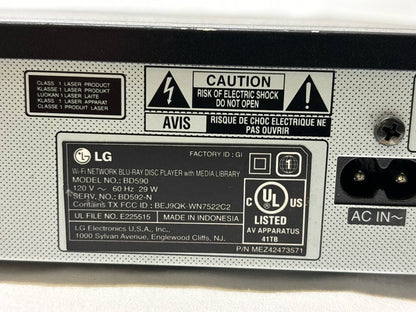 CLASS 1 LASER PRODUCT
KLASSE 1 LASER PRODUKT
LUOKAN 1 LASER LAITE
KLASS 1 LASER APPARAT
CLASSE 1 PRODUIT LASER
CAUTION
RISK OF ELECTRIC SHOCK
DO NOT OPEN
AVIS
RISQUE DE CHOC ELECTRIQUE
NE PAS OUVRIR
LG
FACTORY ID : GI
1
Wi-Fi NETWORK BLU-RAY DISC PLAYER with MEDIA LIBRARY
MODEL NO.: BD590
120 V ~ 60 Hz 29 W
SERV. NO.: BD592-N
Contains TX FCC ID : BEJ9QK-WN7522C2
UL FILE NO. E225515 MADE IN INDONESIA
LG Electronics U.S.A., Inc.
1000 Sylvan Avenue, Englewood Cliffs, NJ.
C UL US
LISTED
AV APPARATUS
41TB
P/N MEZ42473571
AC IN~